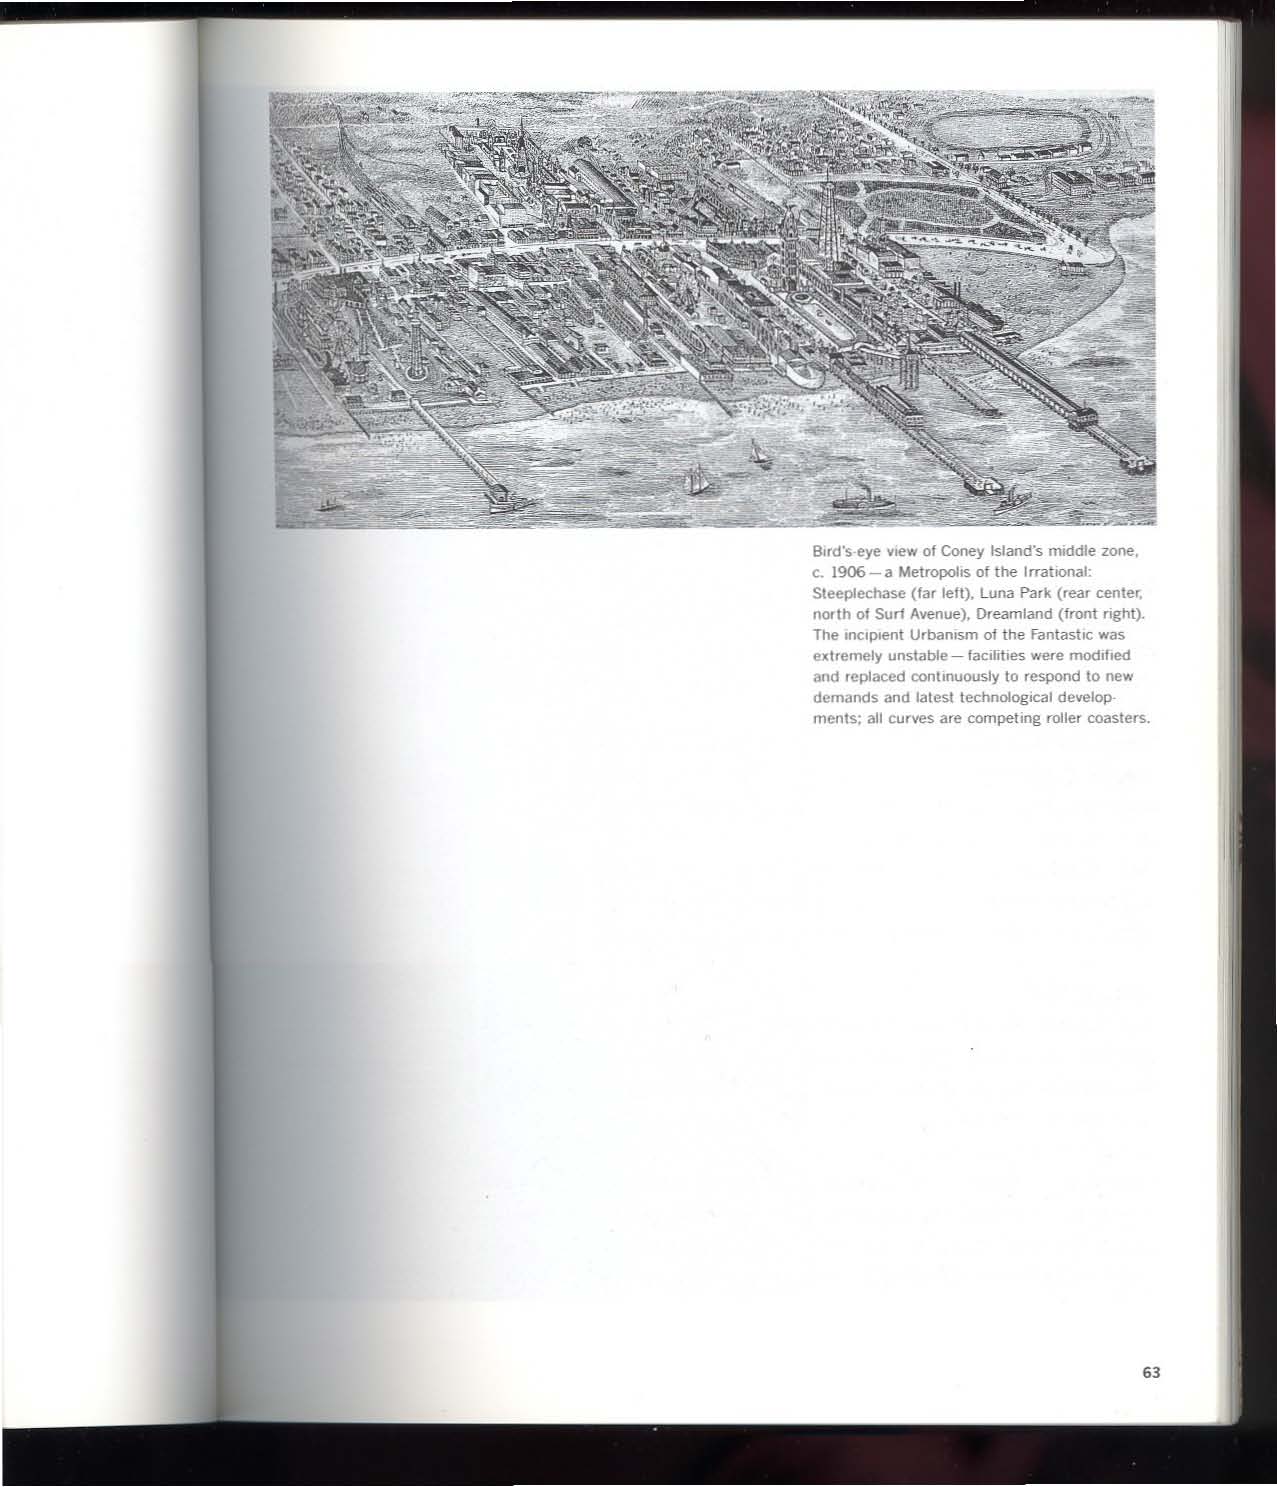 Bird's-eye view of Coney Island's middle zone,
c. 1906 — a Metropolis of the Irrational:
Steeplechase (far left), Luna Park (rear center,
north of Surf Avenue), Dreamland (front right).
The incipient Urbanism of the Fantastic was
extremely unstable — facilities were modified
and replaced continuously to respond to new
demands and latest technological develop-
ments; all curves are competing roller coasters.
63